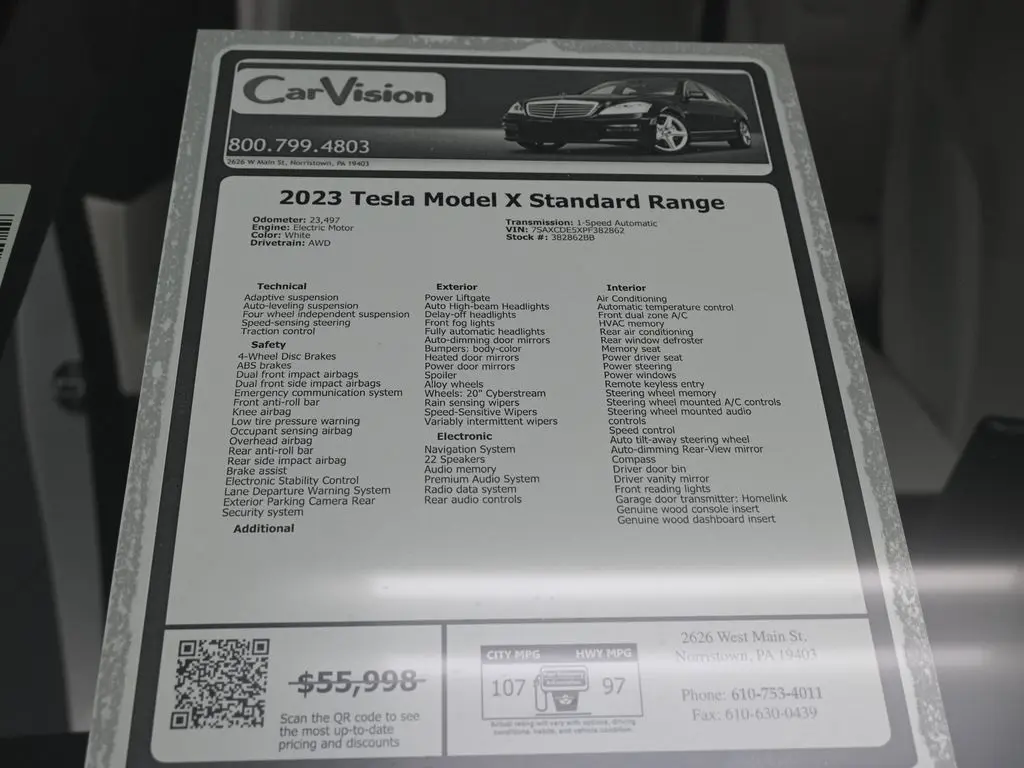 CarVision
800.799.4803
2626 W Main St, Norristown, PA 19403
2023 Tesla Model X Standard Range
Odometer: 23,497
Engine: Electric Motor
Color: White
Drivetrain: AWD
Transmission: 1-Speed Automatic
VIN: 7SAXCDE5XPF382862
Stock #: 382862BB
Technical
Adaptive suspension
Auto-leveling suspension
Four wheel independent suspension
Speed-sensing steering
Traction control
Safety
4-Wheel Disc Brakes
ABS brakes
Dual front impact airbags
Dual front side impact airbags
Emergency communication system
Front anti-roll bar
Knee airbag
Low tire pressure warning
Occupant sensing airbag
Overhead airbag
Rear anti-roll bar
Rear side impact airbag
Brake assist
Electronic Stability Control
Lane Departure Warning System
Exterior Parking Camera Rear
Security system
Additional
Exterior
Power Liftgate
Auto High-beam Headlights
Delay-off headlights
Front fog lights
Fully automatic headlights
Auto-dimming door mirrors
Bumpers: body-color
Heated door mirrors
Power door mirrors
Spoiler
Alloy wheels
Wheels: 20" Cyberstream
Rain sensing wipers
Speed-Sensitive Wipers
Variably intermittent wipers
Electronic
Navigation System
22 Speakers
Audio memory
Premium Audio System
Radio data system
Rear audio controls
Interior
Air Conditioning
Automatic temperature control
Front dual zone A/C
HVAC memory
Rear air conditioning
Rear window defroster
Memory seat
Power driver seat
Power steering
Power windows
Remote keyless entry
Steering wheel memory
Steering wheel mounted A/C controls
Steering wheel mounted audio
controls
Speed control
Auto tilt-away steering wheel
Auto-dimming Rear-View mirror
Compass
Driver door bin
Driver vanity mirror
Front reading lights
Garage door transmitter: Homelink
Genuine wood console insert
Genuine wood dashboard insert
$55,998
Scan the QR code to see
the most up-to-date
pricing and discounts
CITY MPG HWY MPG
107 97
Actual rating will vary with options, driving
conditions, habits, and vehicle condition.
2626 West Main St,
Norristown, PA 19403
Phone: 610-753-4011
Fax: 610-630-0439